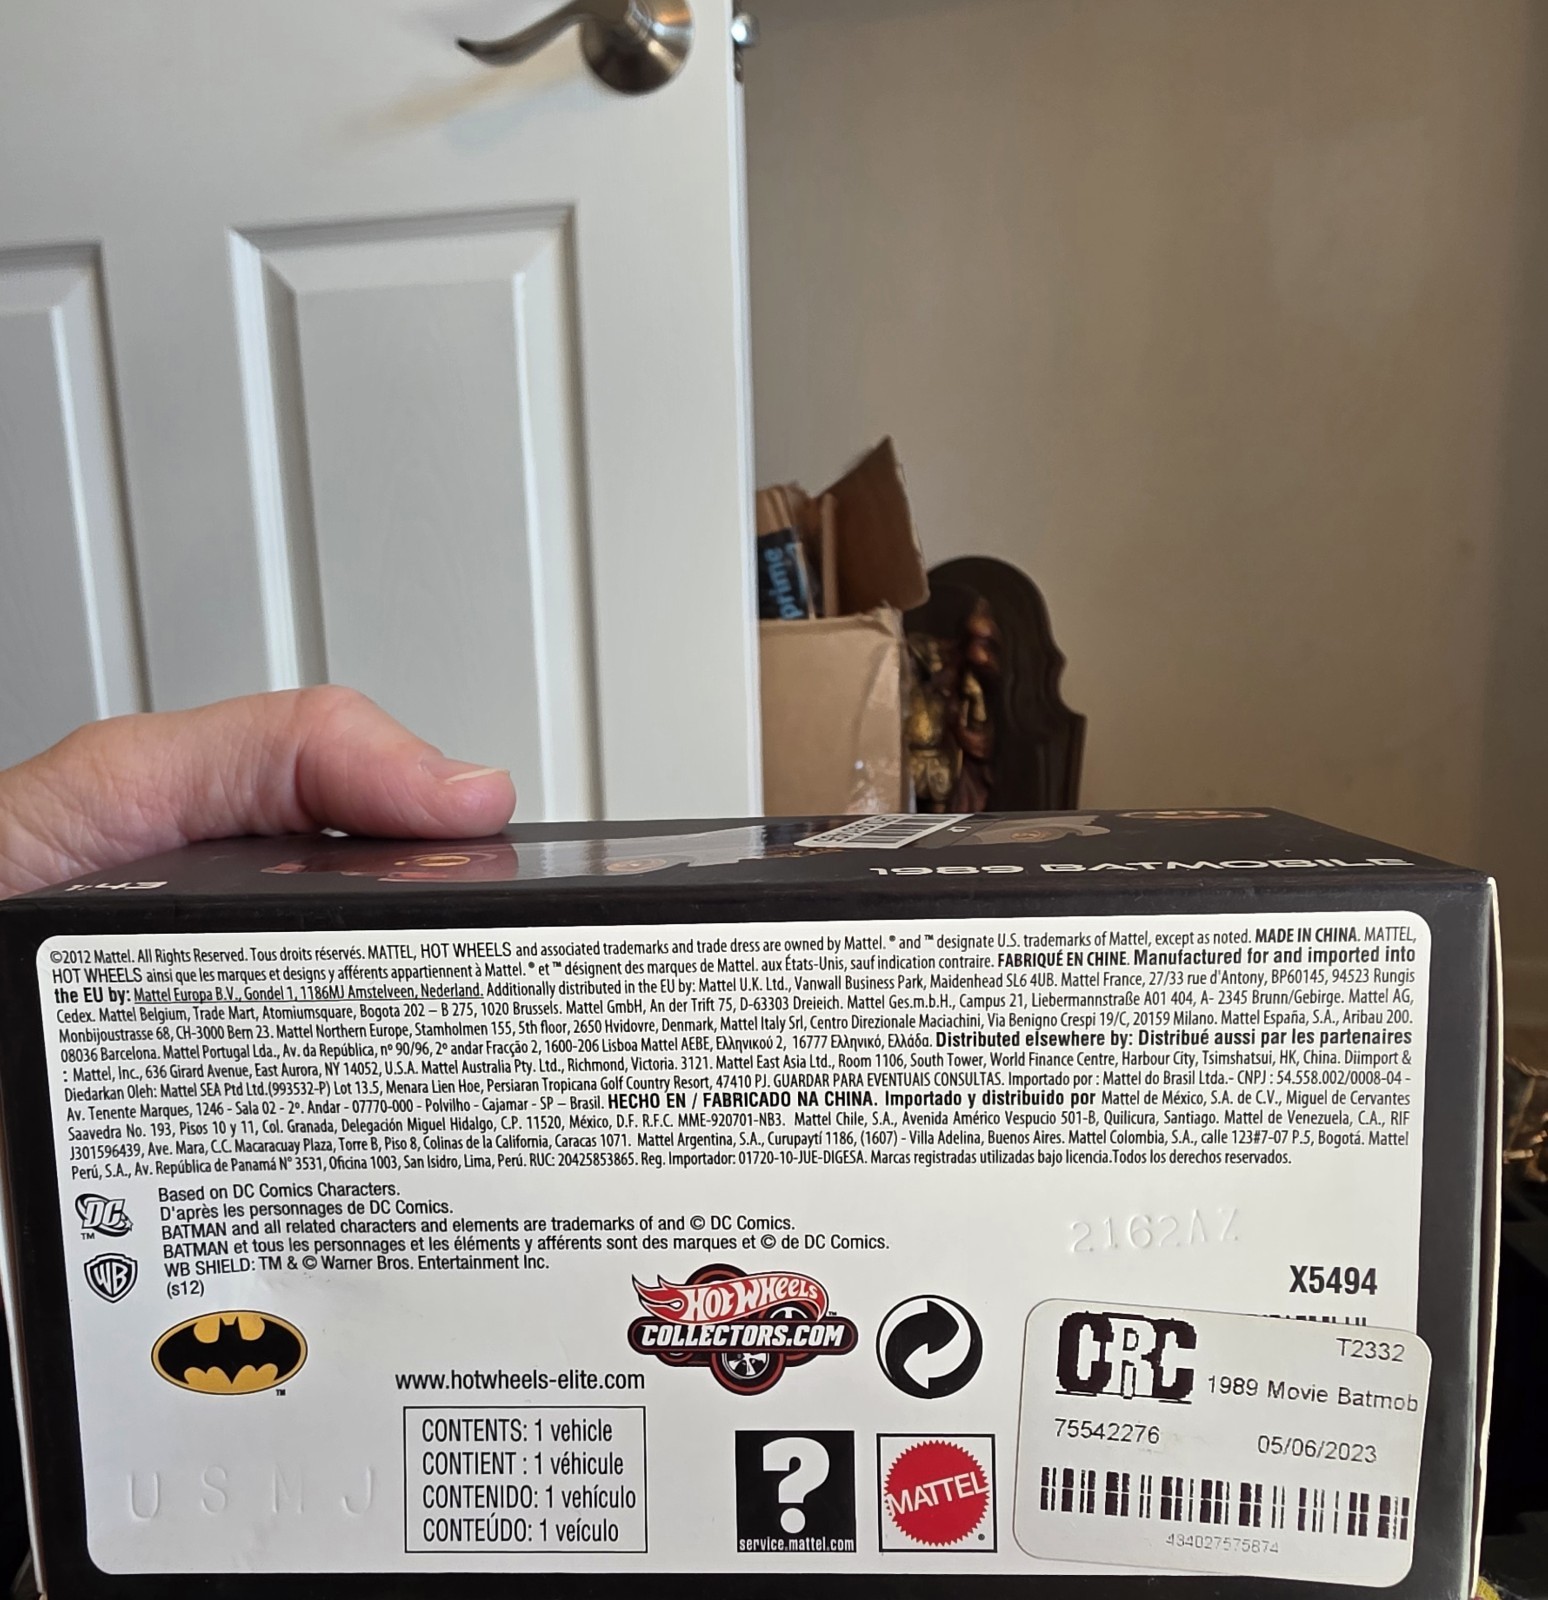 prime
1:43
1989 BATMOBILE
©2012 Mattel. All Rights Reserved. Tous droits réservés. MATTEL, HOT WHEELS and associated trademarks and trade dress are owned by Mattel. ® and ™ designate U.S. trademarks of Mattel, except as noted. MADE IN CHINA. MATTEL,
HOT WHEELS ainsi que les marques et designs y afférents appartiennent à Mattel. ® et ™ désignent des marques de Mattel. aux États-Unis, sauf indication contraire. FABRIQUÉ EN CHINE. Manufactured for and imported into
the EU by: Mattel Europa B.V., Gondel 1, 1186MJ Amstelveen, Nederland. Additionally distributed in the EU by: Mattel U.K. Ltd., Vanwall Business Park, Maidenhead SL6 4UB. Mattel France, 27/33 rue d'Antony, BP60145, 94523 Rungis
Cedex. Mattel Belgium, Trade Mart, Atomiumsquare, Bogota 202 – B 275, 1020 Brussels. Mattel GmbH, An der Trift 75, D-63303 Dreieich. Mattel Ges.m.b.H., Campus 21, Liebermannstraße A01 404, A- 2345 Brunn/Gebirge. Mattel AG,
Monbijoustrasse 68, CH-3000 Bern 23. Mattel Northern Europe, Stamholmen 155, 5th floor, 2650 Hvidovre, Denmark, Mattel Italy Srl, Centro Direzionale Maciachini, Via Benigno Crespi 19/C, 20159 Milano. Mattel España, S.A., Aribau 200.
08036 Barcelona. Mattel Portugal Lda., Av. da República, nº 90/96, 2º andar Fracção 2, 1600-206 Lisboa Mattel AEBE, Ελληνικού 2, 16777 Ελληνικό, Ελλάδα. Distributed elsewhere by: Distribué aussi par les partenaires
: Mattel, Inc., 636 Girard Avenue, East Aurora, NY 14052, U.S.A. Mattel Australia Pty. Ltd., Richmond, Victoria. 3121. Mattel East Asia Ltd., Room 1106, South Tower, World Finance Centre, Harbour City, Tsimshatsui, HK, China. Diimport &
Diedarkan Oleh: Mattel SEA Ptd Ltd.(993532-P) Lot 13.5, Menara Lien Hoe, Persiaran Tropicana Golf Country Resort, 47410 PJ. GUARDAR PARA EVENTUAIS CONSULTAS. Importado por : Mattel do Brasil Ltda.- CNPJ : 54.558.002/0008-04 -
Av. Tenente Marques, 1246 - Sala 02 - 2º. Andar - 07770-000 - Polvilho - Cajamar - SP – Brasil. HECHO EN / FABRICADO NA CHINA. Importado y distribuido por Mattel de México, S.A. de C.V., Miguel de Cervantes
Saavedra No. 193, Pisos 10 y 11, Col. Granada, Delegación Miguel Hidalgo, C.P. 11520, México, D.F. R.F.C. MME-920701-NB3. Mattel Chile, S.A., Avenida Américo Vespucio 501-B, Quilicura, Santiago. Mattel de Venezuela, C.A., RIF
J301596439, Ave. Mara, C.C. Macaracuay Plaza, Torre B, Piso 8, Colinas de la California, Caracas 1071. Mattel Argentina, S.A., Curupaytí 1186, (1607) - Villa Adelina, Buenos Aires. Mattel Colombia, S.A., calle 123#7-07 P.5, Bogotá. Mattel
Perú, S.A., Av. República de Panamá N° 3531, Oficina 1003, San Isidro, Lima, Perú. RUC: 20425853865. Reg. Importador: 01720-10-JUE-DIGESA. Marcas registradas utilizadas bajo licencia.Todos los derechos reservados.
DC
TM
Based on DC Comics Characters.
D'après les personnages de DC Comics.
BATMAN and all related characters and elements are trademarks of and © DC Comics.
BATMAN et tous les personnages et les éléments y afférents sont des marques et © de DC Comics.
WB
WB SHIELD: TM & © Warner Bros. Entertainment Inc.
(s12)
2162AZ
X5494
TM
HOT WHEELS
COLLECTORS.COM
www.hotwheels-elite.com
CONTENTS: 1 vehicle
CONTIENT : 1 véhicule
CONTENIDO: 1 vehículo
CONTEÚDO: 1 veículo
?
service.mattel.com
MATTEL
CRC
T2332
1989 Movie Batmob
75542276
05/06/2023
434027575874